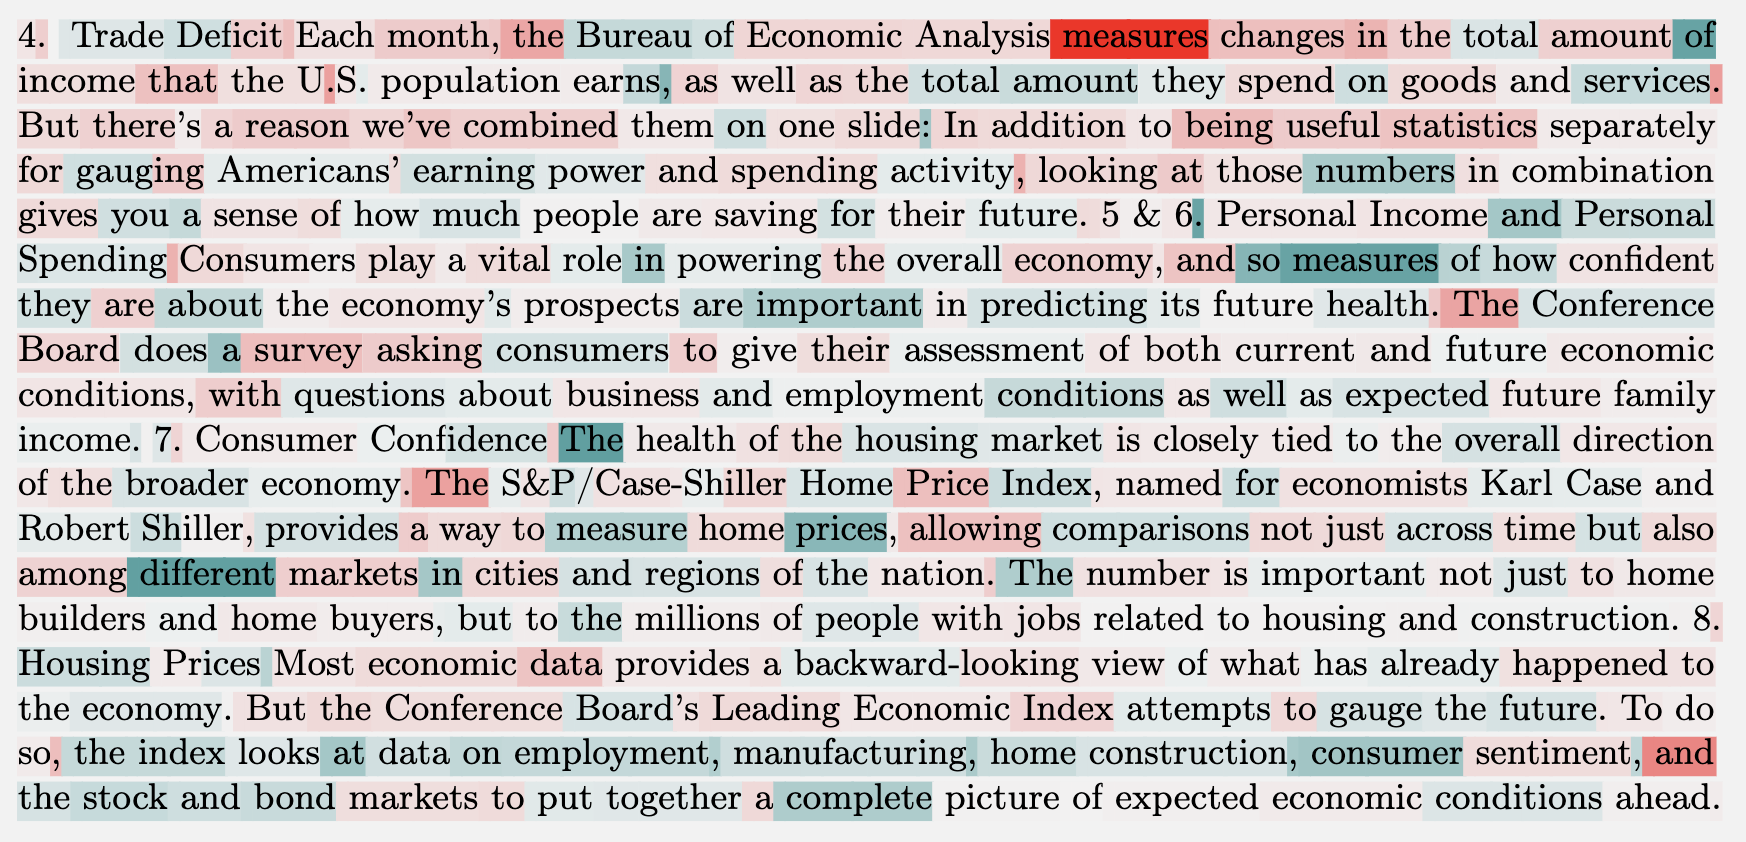 4. Trade Deficit Each month, the Bureau of Economic Analysis measures changes in the total amount of
income that the U.S. population earns, as well as the total amount they spend on goods and services.
But there’s a reason we’ve combined them on one slide: In addition to being useful statistics separately
for gauging Americans’ earning power and spending activity, looking at those numbers in combination
gives you a sense of how much people are saving for their future. 5 & 6. Personal Income and Personal
Spending Consumers play a vital role in powering the overall economy, and so measures of how confident
they are about the economy’s prospects are important in predicting its future health. The Conference
Board does a survey asking consumers to give their assessment of both current and future economic
conditions, with questions about business and employment conditions as well as expected future family
income. 7. Consumer Confidence The health of the housing market is closely tied to the overall direction
of the broader economy. The S&P/Case-Shiller Home Price Index, named for economists Karl Case and
Robert Shiller, provides a way to measure home prices, allowing comparisons not just across time but also
among different markets in cities and regions of the nation. The number is important not just to home
builders and home buyers, but to the millions of people with jobs related to housing and construction. 8.
Housing Prices Most economic data provides a backward-looking view of what has already happened to
the economy. But the Conference Board’s Leading Economic Index attempts to gauge the future. To do
so, the index looks at data on employment, manufacturing, home construction, consumer sentiment, and
the stock and bond markets to put together a complete picture of expected economic conditions ahead.